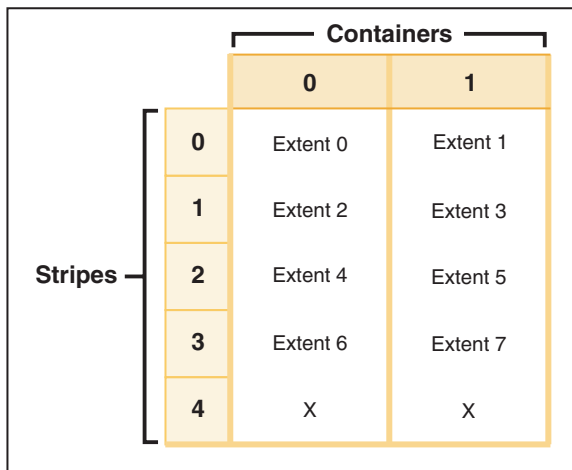 Containers
0 1
0 Extent 0 Extent 1
1 Extent 2 Extent 3
Stripes 2 Extent 4 Extent 5
3 Extent 6 Extent 7
4 X X